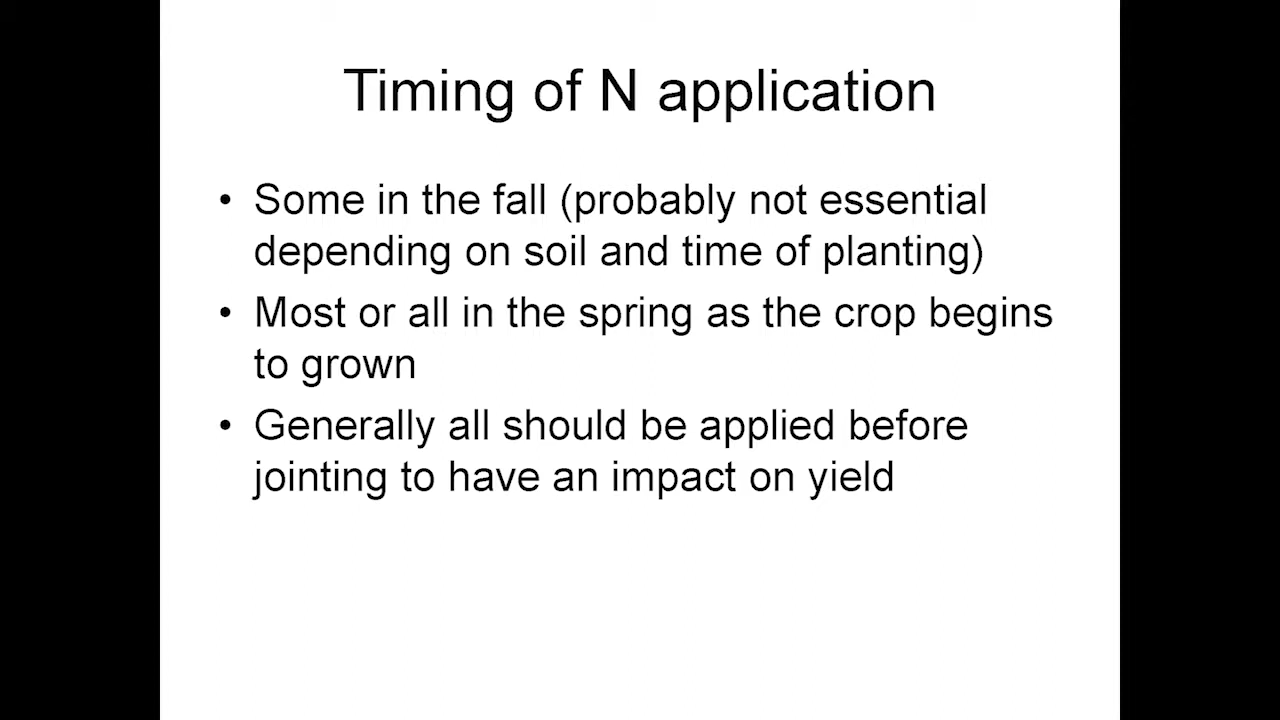 Timing of N application
• Some in the fall (probably not essential
depending on soil and time of planting)
• Most or all in the spring as the crop begins
to grown
• Generally all should be applied before
jointing to have an impact on yield